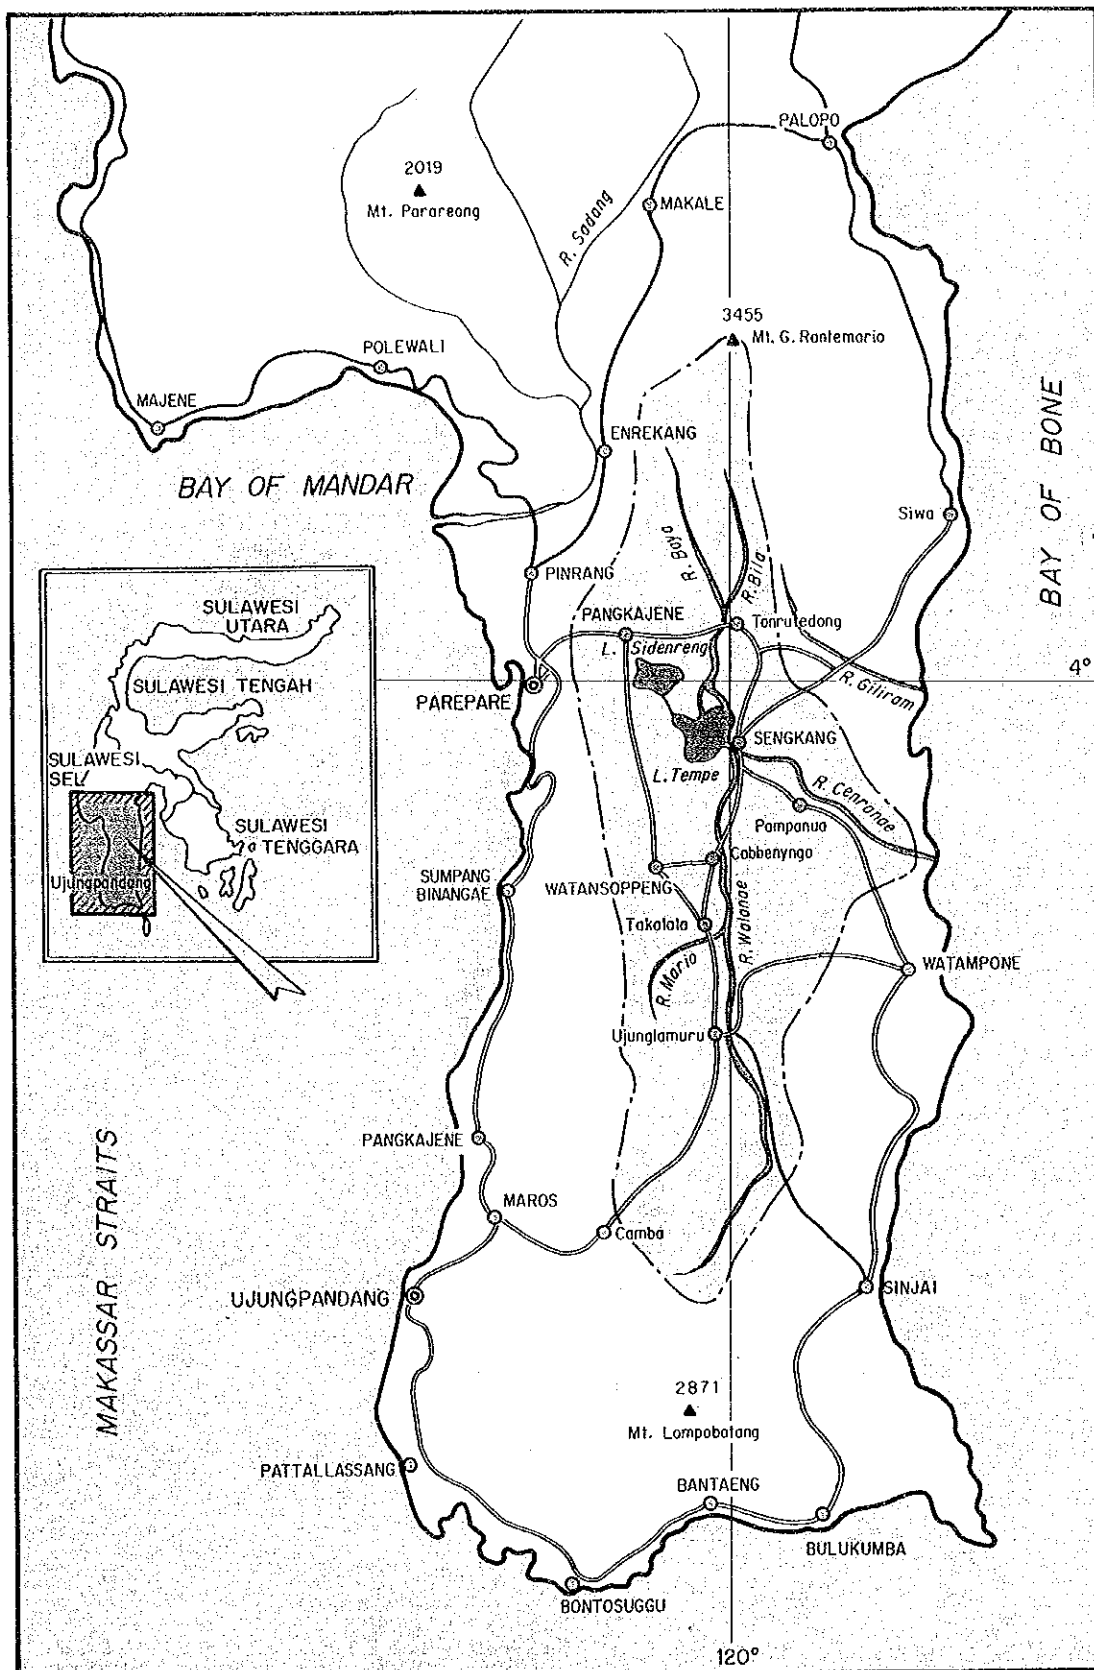 PALOPO
2019
Mt. Parareang
MAKALE
R. Sadang
3455
Mt. G. Rantemario
POLEWALI
MAJENE
ENREKANG
BAY OF MANDAR
BAY OF BONE
Siwa
R. Boya
R. Bila
PINRANG
PANGKAJENE
Tonrutedong
L. Sidenreng
4°
PAREPARE
R. Giliram
SENGKANG
L. Tempe
R. Cenranae
Pampanua
Cabbenynga
WATANSOPPENG
SUMPANG
BINANGAE
Takalala
R. Walanae
R. Mario
WATAMPONE
Ujunglamuru
SULAWESI
UTARA
SULAWESI TENGAH
SULAWESI
SEL/
SULAWESI
TENGGARA
Ujungpandang
PANGKAJENE
MAKASSAR STRAITS
MAROS
Camba
UJUNGPANDANG
SINJAI
2871
Mt. Lompobatang
PATTALLASSANG
BANTAENG
BULUKUMBA
BONTOSUGGU
120°